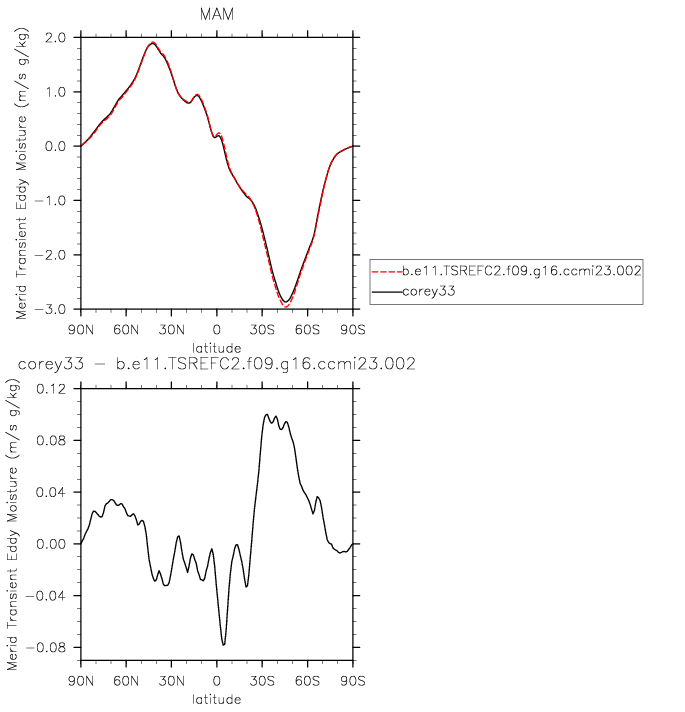 MAM
Merid Transient Eddy Moisture (m/s g/kg)
2.0
1.0
0.0
−1.0
−2.0
−3.0
90N 60N 30N 0 30S 60S 90S
latitude
b.e11.TSREFC2.f09.g16.ccmi23.002
corey33
corey33 − b.e11.TSREFC2.f09.g16.ccmi23.002
Merid Transient Eddy Moisture (m/s g/kg)
0.12
0.08
0.04
0.00
−0.04
−0.08
90N 60N 30N 0 30S 60S 90S
latitude